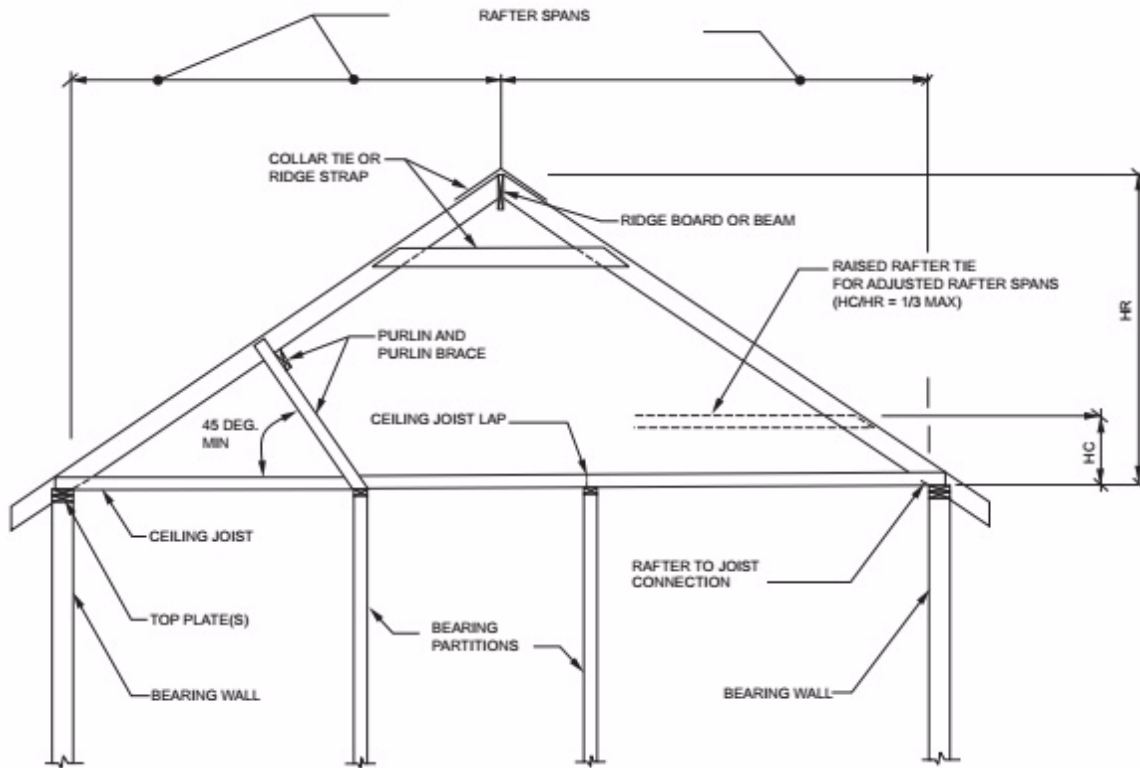 RAFTER SPANS
COLLAR TIE OR
RIDGE STRAP
RIDGE BOARD OR BEAM
RAISED RAFTER TIE
FOR ADJUSTED RAFTER SPANS
(HC/HR = 1/3 MAX)
HR
PURLIN AND
PURLIN BRACE
45 DEG.
MIN
CEILING JOIST LAP
HC
CEILING JOIST
RAFTER TO JOIST
CONNECTION
TOP PLATE(S)
BEARING
PARTITIONS
BEARING WALL
BEARING WALL